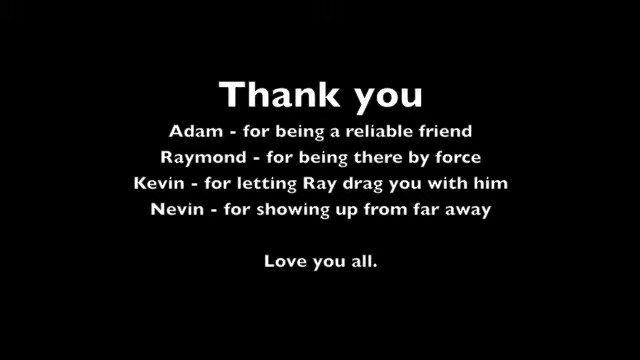 Thank you
Adam - for being a reliable friend
Raymond - for being there by force
Kevin - for letting Ray drag you with him
Nevin - for showing up from far away
Love you all.